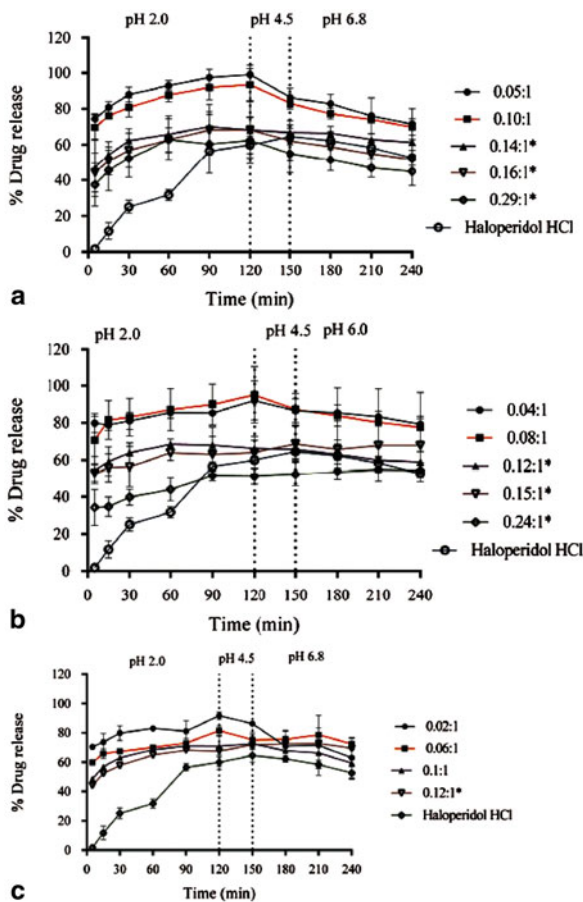 pH 2.0 pH 4.5 pH 6.8
120
100
80
60
40
20
0
% Drug release
0 30 60 90 120 150 180 210 240
Time (min)
0.05:1
0.10:1
0.14:1*
0.16:1*
0.29:1*
Haloperidol HCl
a
pH 2.0 pH 4.5 pH 6.0
120
100
80
60
40
20
0
% Drug release
0 30 60 90 120 150 180 210 240
Time (min)
0.04:1
0.08:1
0.12:1*
0.15:1*
0.24:1*
Haloperidol HCl
b
pH 2.0 pH 4.5 pH 6.8
120
100
80
60
40
20
0
% Drug release
0 30 60 90 120 150 180 210 240
Time (min)
0.02:1
0.06:1
0.1:1
0.12:1*
Haloperidol HCl
c